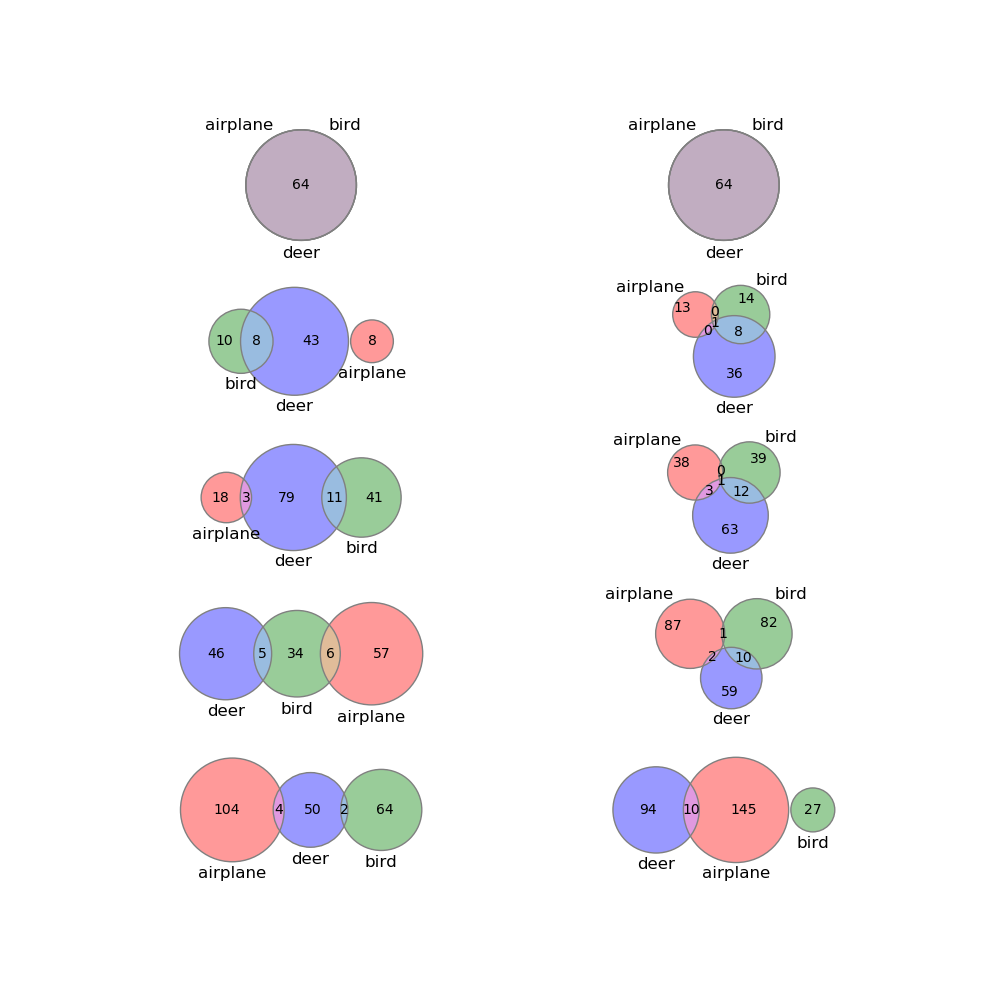 airplane bird
64
deer
airplane bird
64
deer
10 8 43 8
bird airplane
deer
airplane bird
13 0 14
0 1 8
36
deer
18 3 79 11 41
airplane deer bird
airplane bird
38 0 39
3 1 12
63
deer
46 5 34 6 57
deer bird airplane
airplane bird
87 1 82
2 10
59
deer
104 4 50 2 64
airplane deer bird
94 10 145 27
deer airplane bird